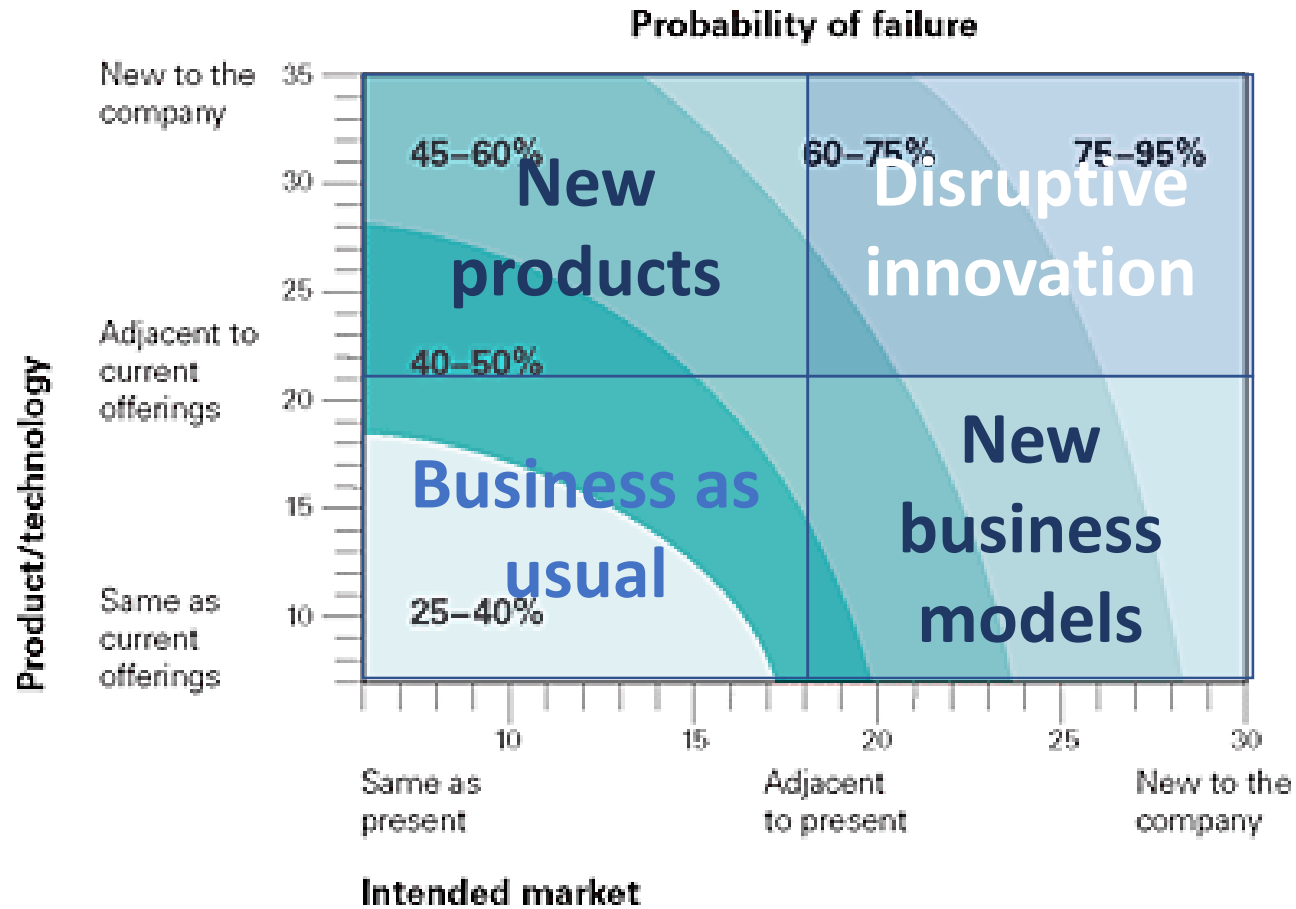 Probability of failure
New to the
company
35
30
25
20
15
10
Adjacent to
current
offerings
Same as
current
offerings
Product/technology
45–60%
60–75%
75–95%
New
products
Disruptive
innovation
40–50%
Business as
usual
25–40%
New
business
models
10
15
20
25
30
Same as
present
Adjacent
to present
New to the
company
Intended market